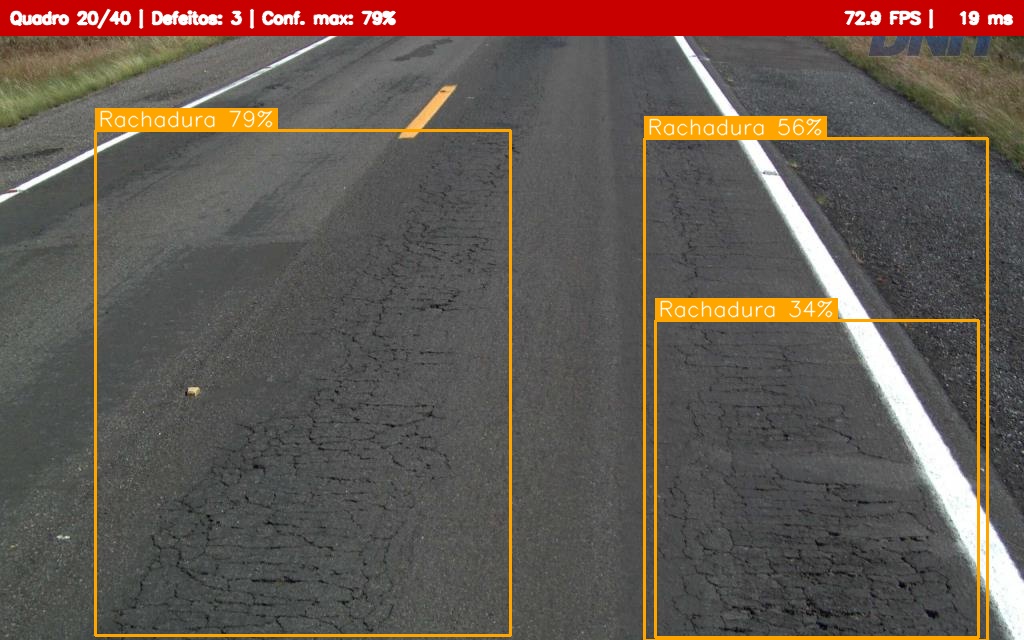 Quadro 20/40 | Defeitos: 3 | Conf. max: 79% 72.9 FPS | 19 ms
DNIT
Rachadura 79%
Rachadura 56%
Rachadura 34%